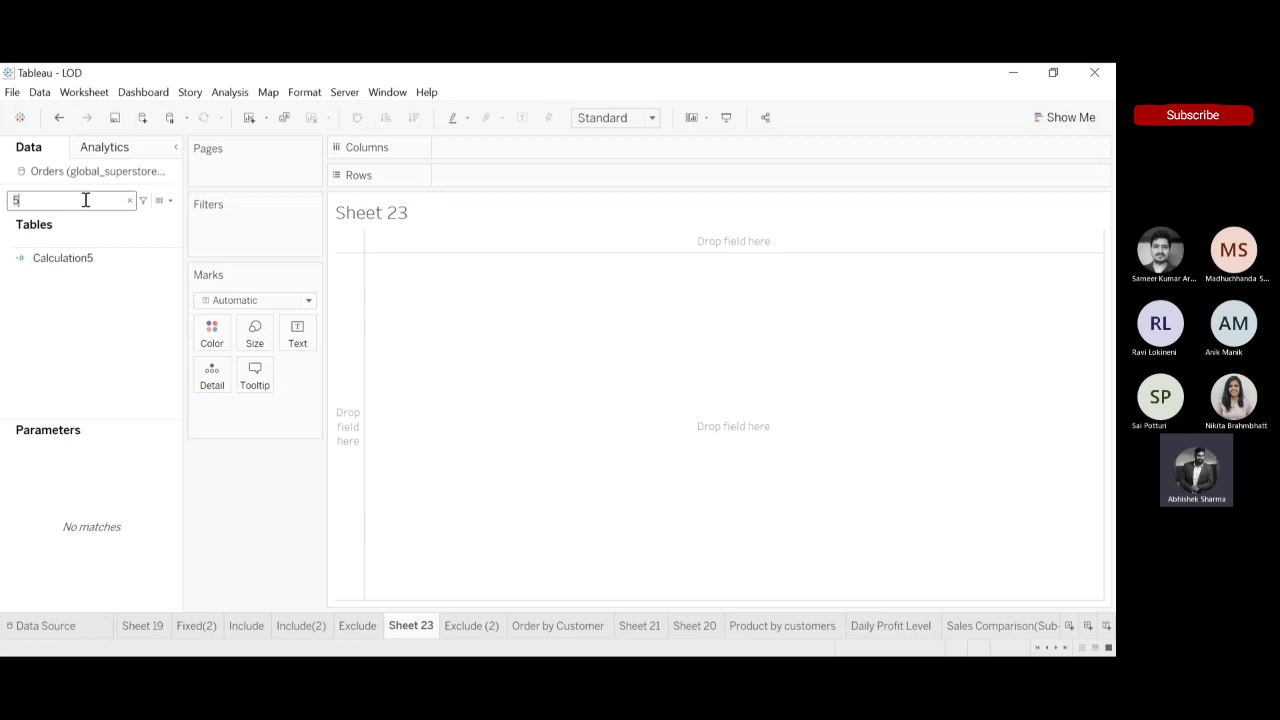 Tableau - LOD
File Data Worksheet Dashboard Story Analysis Map Format Server Window Help
Standard
Show Me
Data Analytics
Orders (global_superstore...
5
Tables
Calculation5
Parameters
No matches
Pages
Filters
Marks
Automatic
Color Size Text
Detail Tooltip
Columns
Rows
Sheet 23
Drop field here
Drop
field
here
Drop field here
Data Source Sheet 19 Fixed(2) Include Include(2) Exclude Sheet 23 Exclude (2) Order by Customer Sheet 21 Sheet 20 Product by customers Daily Profit Level Sales Comparison(Sub-
Subscribe
Sameer Kumar Ar...
MS
Madhuchhanda S...
RL
Ravi Lokineni
AM
Anik Manik
SP
Sai Potturi
Nikita Brahmbhatt
Abhishek Sharma